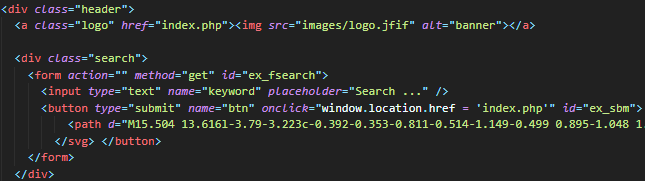 <div class="header">
<a class="logo" href="index.php"><img src="images/logo.jfif" alt="banner"></a>
<div class="search">
<form action="" method="get" id="ex_fsearch">
<input type="text" name="keyword" placeholder="Search ..." />
<button type="submit" name="btn" onclick="window.location.href = 'index.php'" id="ex_sbm">
<path d="M15.504 13.616l-3.79-3.223c-0.392-0.353-0.811-0.514-1.149-0.499 0.895-1.048 1.
</svg> </button>
</form>
</div>